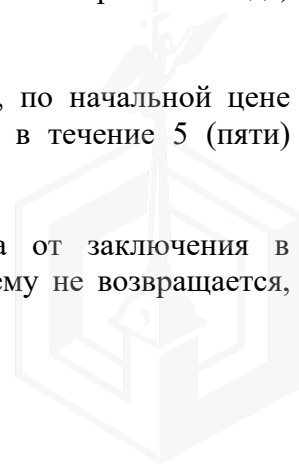 , по начальной цене
в течение 5 (пяти)
а от заключения в
ему не возвращается,